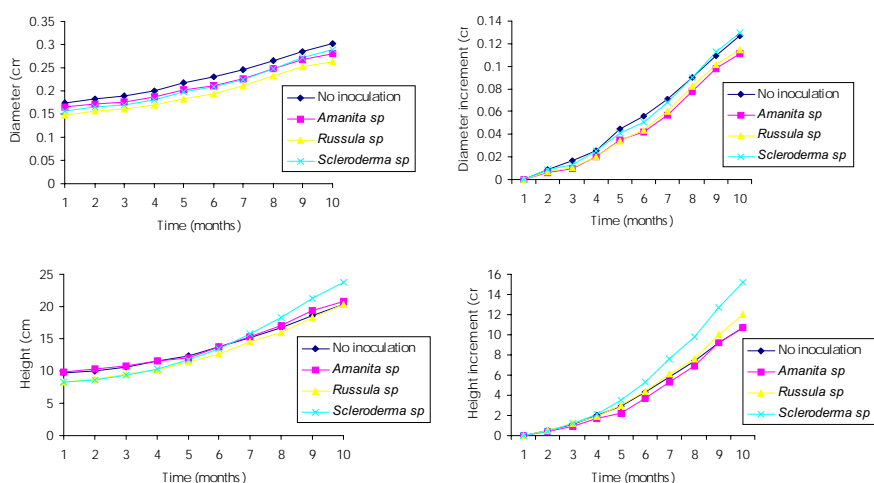 Diameter (cm
0.35
0.3
0.25
0.2
0.15
0.1
0.05
0
1 2 3 4 5 6 7 8 9 10
Time (months)
No inoculation
Amanita sp
Russula sp
Scleroderma sp
Diameter increment (cr
0.14
0.12
0.1
0.08
0.06
0.04
0.02
0
1 2 3 4 5 6 7 8 9 10
Time (months)
No inoculation
Amanita sp
Russula sp
Scleroderma sp
Height (cm
25
20
15
10
5
0
1 2 3 4 5 6 7 8 9 10
Time (months)
No inoculation
Amanita sp
Russula sp
Scleroderma sp
Height increment (cr
16
14
12
10
8
6
4
2
0
1 2 3 4 5 6 7 8 9 10
Time (months)
No inoculation
Amanita sp
Russula sp
Scleroderma sp